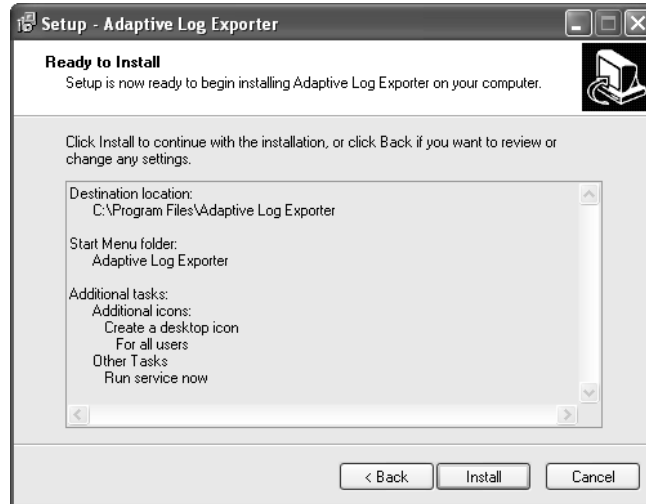 Setup - Adaptive Log Exporter
Ready to Install
Setup is now ready to begin installing Adaptive Log Exporter on your computer.
Click Install to continue with the installation, or click Back if you want to review or
change any settings.
Destination location:
C:\Program Files\Adaptive Log Exporter
Start Menu folder:
Adaptive Log Exporter
Additional tasks:
Additional icons:
Create a desktop icon
For all users
Other Tasks
Run service now
< Back
Install
Cancel